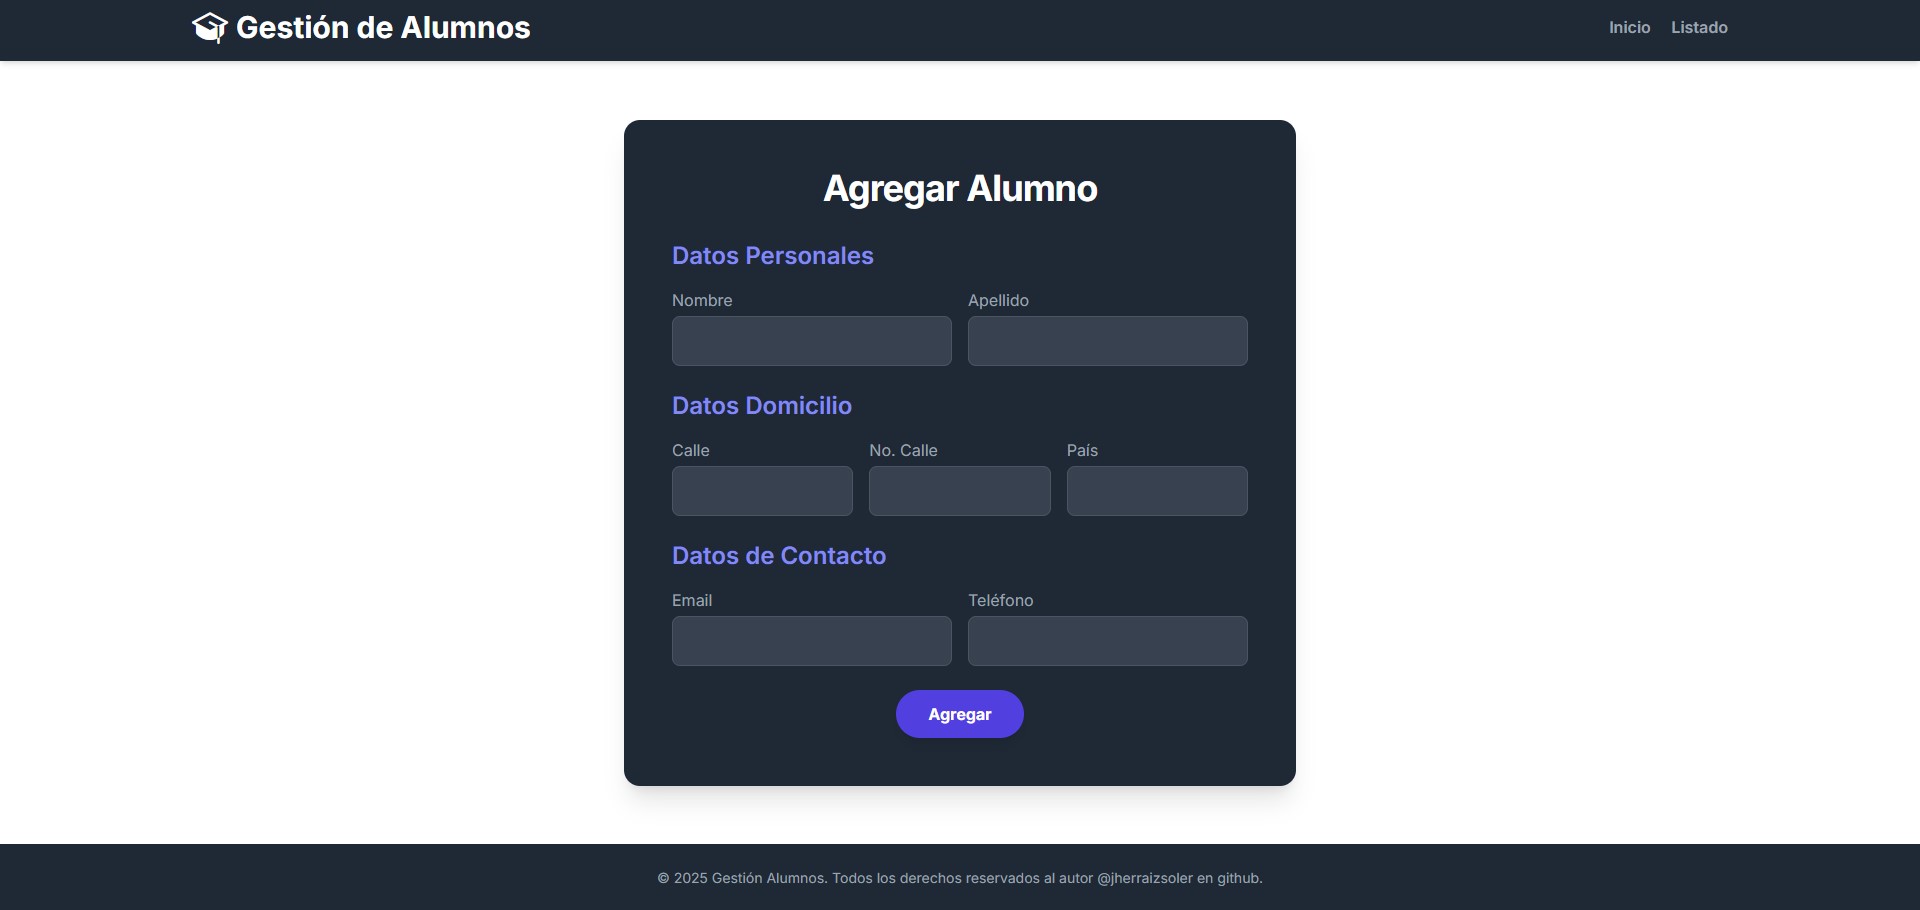 Gestión de Alumnos
Inicio Listado
Agregar Alumno
Datos Personales
Nombre Apellido
Datos Domicilio
Calle No. Calle País
Datos de Contacto
Email Teléfono
Agregar
© 2025 Gestión Alumnos. Todos los derechos reservados al autor @jherraizsoler en github.